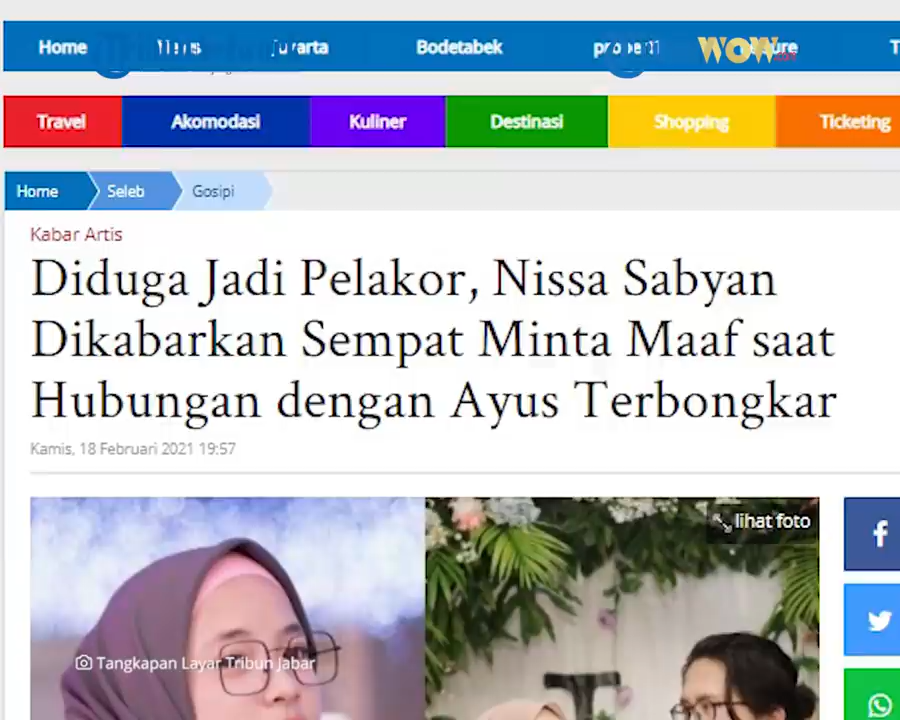 Home
Bodetabek
WOW
Travel Akomodasi Kuliner Destinasi Shopping Ticketing
Home Seleb Gosipi
Kabar Artis
Diduga Jadi Pelakor, Nissa Sabyan
Dikabarkan Sempat Minta Maaf saat
Hubungan dengan Ayus Terbongkar
Kamis, 18 Februari 2021 19:57
lihat foto
Tangkapan Layar Tribun Jabar